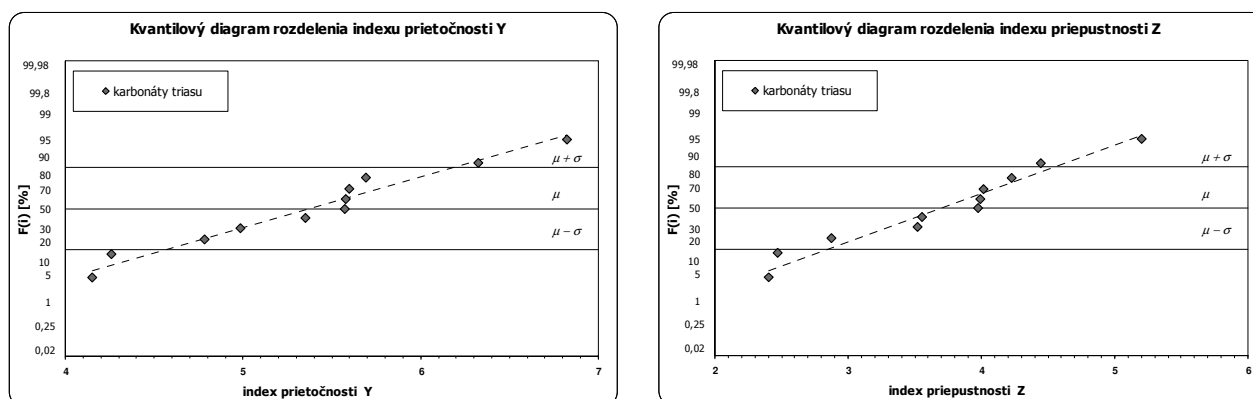 Kvantilový diagram rozdelenia indexu prietočnosti Y
99,98
99,8
99
95
90
80
70
50
30
20
10
5
1
0,25
0,02
F(i) [%]
karbonáty triasu
μ + σ
μ
μ − σ
4
5
6
7
index prietočnosti Y
Kvantilový diagram rozdelenia indexu priepustnosti Z
99,98
99,8
99
95
90
80
70
50
30
20
10
5
1
0,25
0,02
F(i) [%]
karbonáty triasu
μ + σ
μ
μ − σ
2
3
4
5
6
index priepustnosti Z